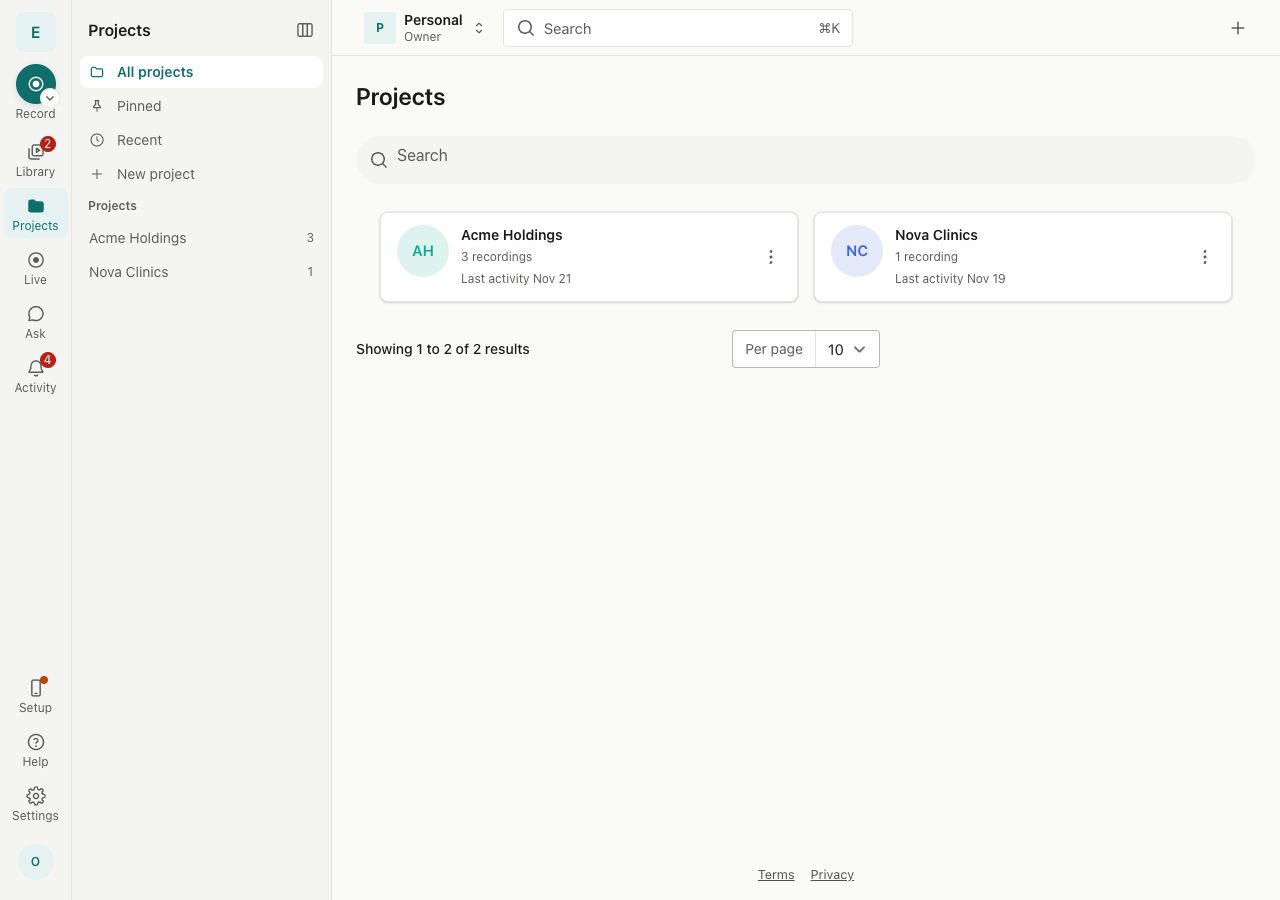 E
Record
2
Library
Projects
Live
Ask
4
Activity
Setup
Help
Settings
O
Projects
All projects
Pinned
Recent
New project
Projects
Acme Holdings 3
Nova Clinics 1
P
Personal
Owner
Search ⌘K
Projects
Search
AH
Acme Holdings
3 recordings
Last activity Nov 21
NC
Nova Clinics
1 recording
Last activity Nov 19
Showing 1 to 2 of 2 results
Per page 10
Terms Privacy